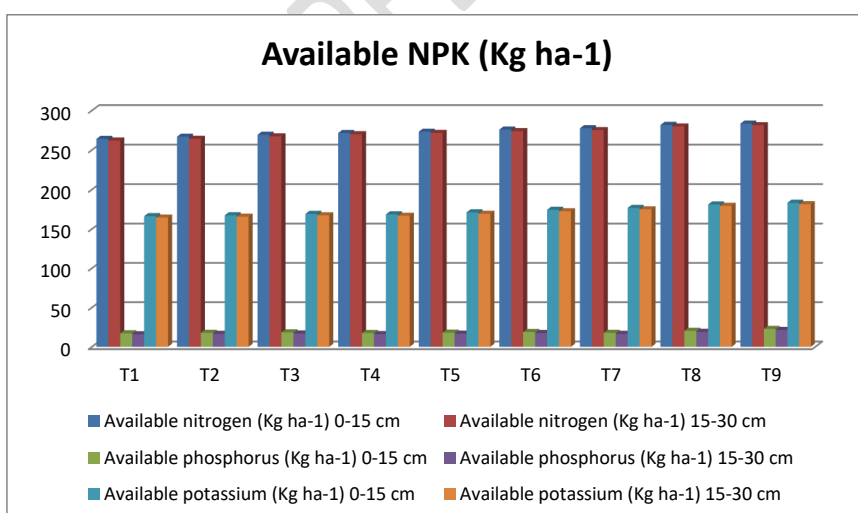 Available NPK (Kg ha-1)
300
250
200
150
100
50
0
T1 T2 T3 T4 T5 T6 T7 T8 T9
Available nitrogen (Kg ha-1) 0-15 cm Available nitrogen (Kg ha-1) 15-30 cm
Available phosphorus (Kg ha-1) 0-15 cm Available phosphorus (Kg ha-1) 15-30 cm
Available potassium (Kg ha-1) 0-15 cm Available potassium (Kg ha-1) 15-30 cm